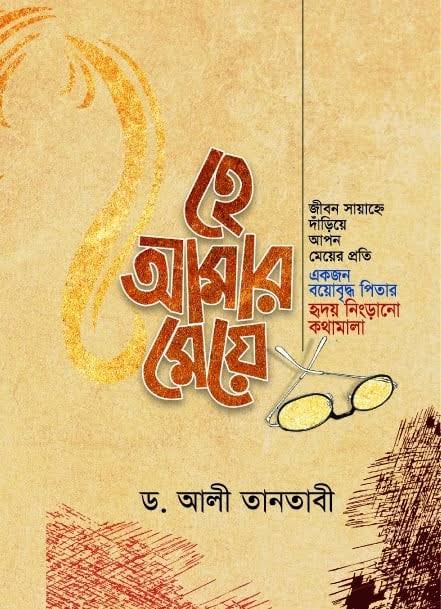 হে
আমার
মেয়ে
জীবন সায়াহ্নে
দাঁড়িয়ে
আপন
মেয়ের প্রতি
একজন
বয়োবৃদ্ধ পিতার
হৃদয় নিংড়ানো
কথামালা
ড. আলী তানতাবী